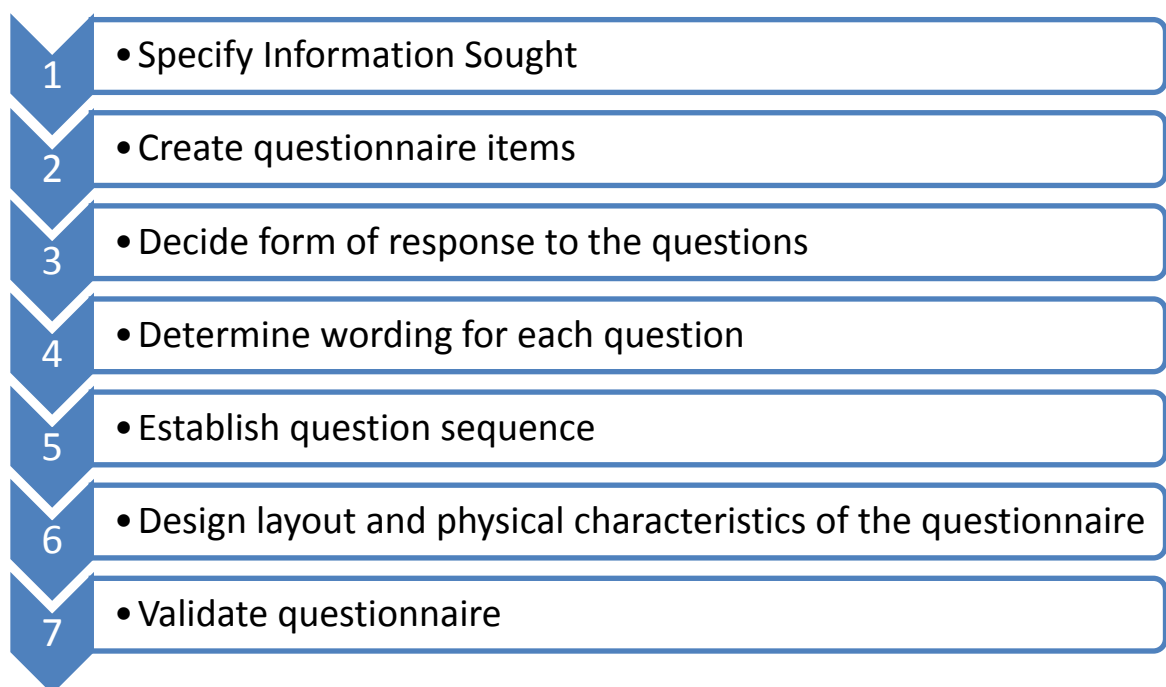 1 • Specify Information Sought
2 • Create questionnaire items
3 • Decide form of response to the questions
4 • Determine wording for each question
5 • Establish question sequence
6 • Design layout and physical characteristics of the questionnaire
7 • Validate questionnaire